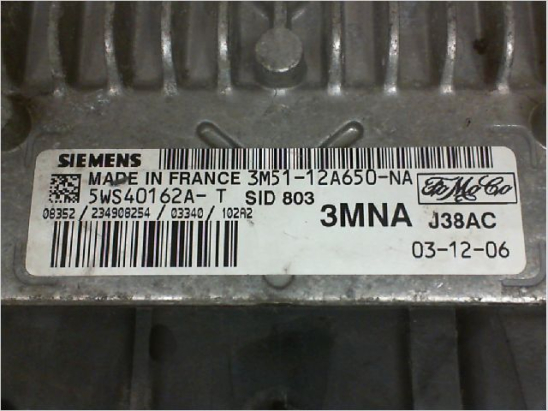 SIEMENS
MADE IN FRANCE 3M51-12A650-NA
5WS40162A- T SID 803
FoMoCo
08352 / 234908254 / 03340 / 102A2
3MNA J38AC
03-12-06